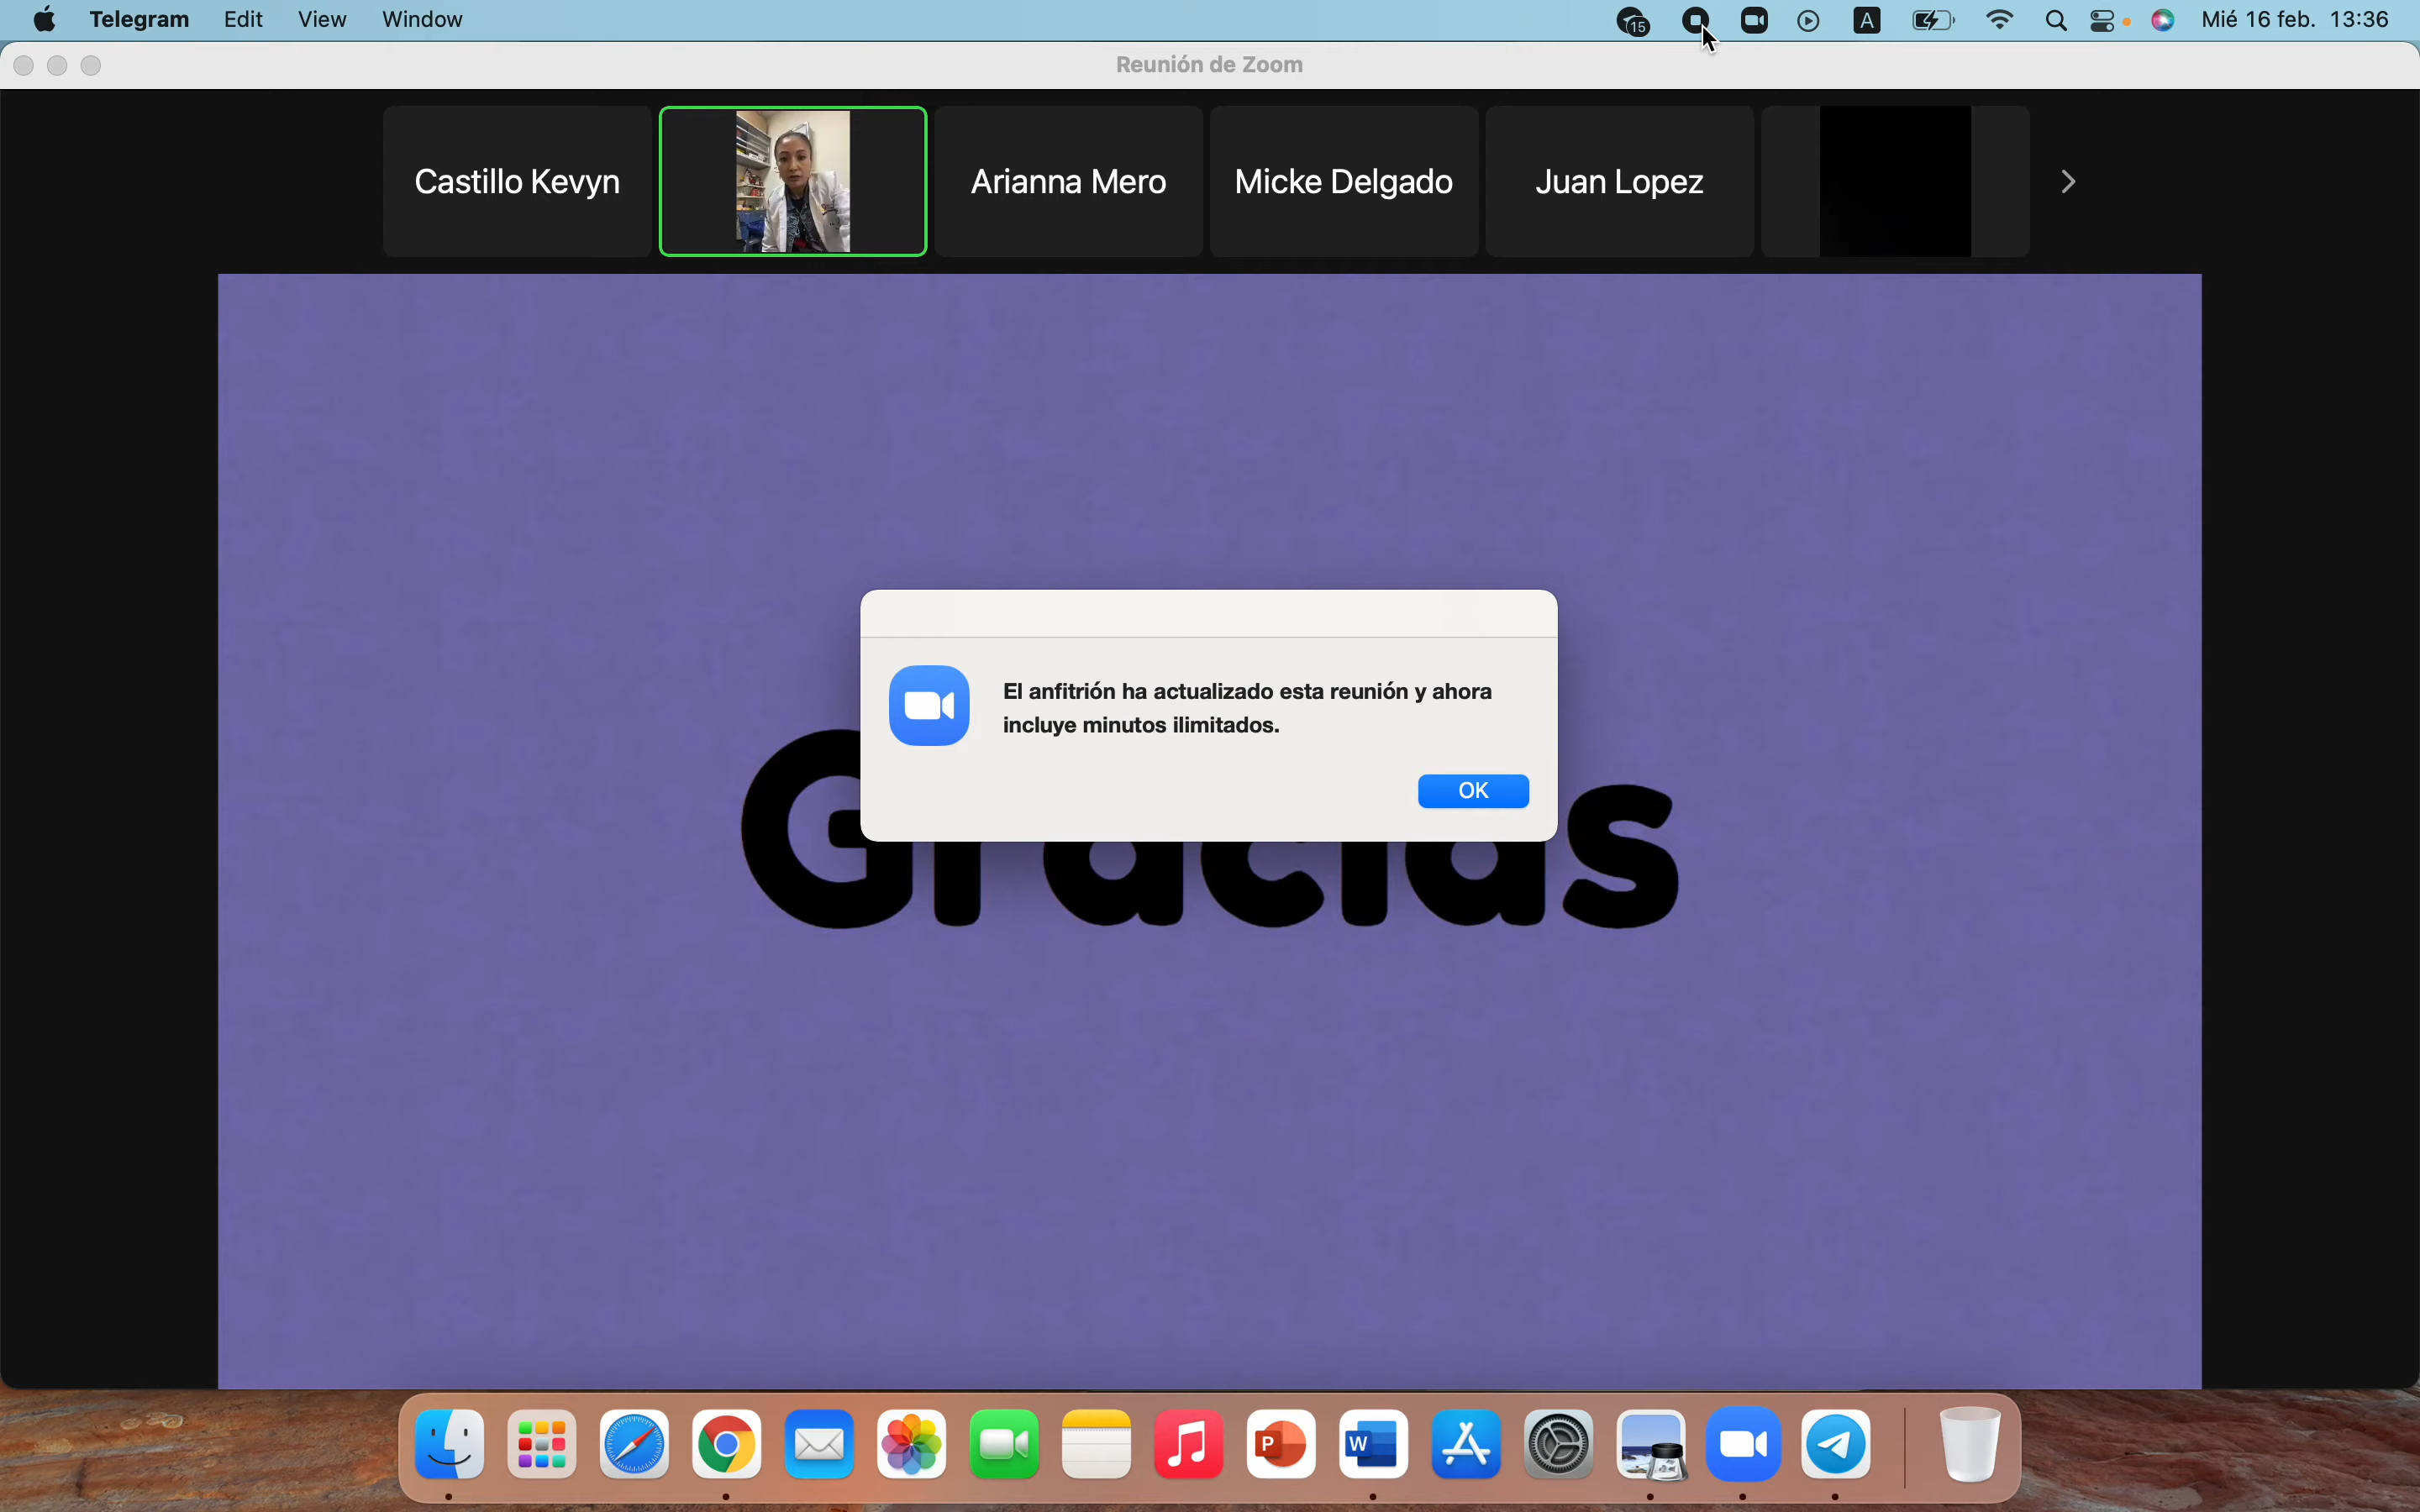 Telegram Edit View Window 15 A Mié 16 feb. 13:36
Reunión de Zoom
Castillo Kevyn Arianna Mero Micke Delgado Juan Lopez
El anfitrión ha actualizado esta reunión y ahora
incluye minutos ilimitados.
OK
Gracias
P W